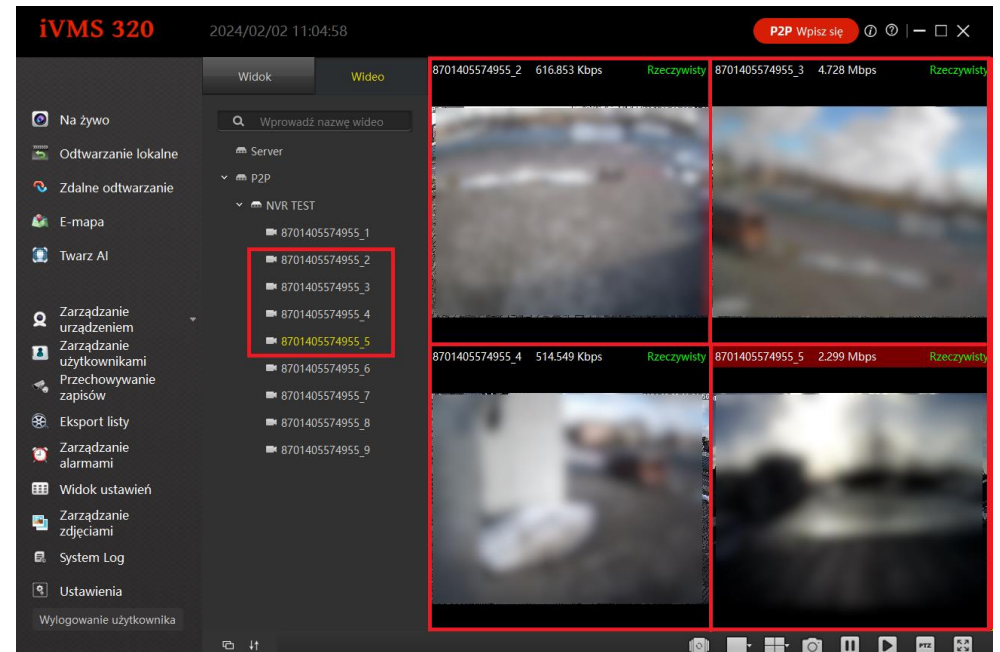 iVMS 320
2024/02/02 11:04:58
P2P Wpisz się
Na żywo
Odtwarzanie lokalne
Zdalne odtwarzanie
E-mapa
Twarz AI
Zarządzanie
urządzeniem
Zarządzanie
użytkownikami
Przechowywanie
zapisów
Eksport listy
Zarządzanie
alarmami
Widok ustawień
Zarządzanie
zdjęciami
System Log
Ustawienia
Wylogowanie użytkownika
Widok Wideo
Wprowadź nazwę wideo
Server
P2P
NVR TEST
8701405574955_1
8701405574955_2
8701405574955_3
8701405574955_4
8701405574955_5
8701405574955_6
8701405574955_7
8701405574955_8
8701405574955_9
8701405574955_2 616.853 Kbps Rzeczywisty
8701405574955_3 4.728 Mbps Rzeczywisty
8701405574955_4 514.549 Kbps Rzeczywisty
8701405574955_5 2.299 Mbps Rzeczywisty
PTZ